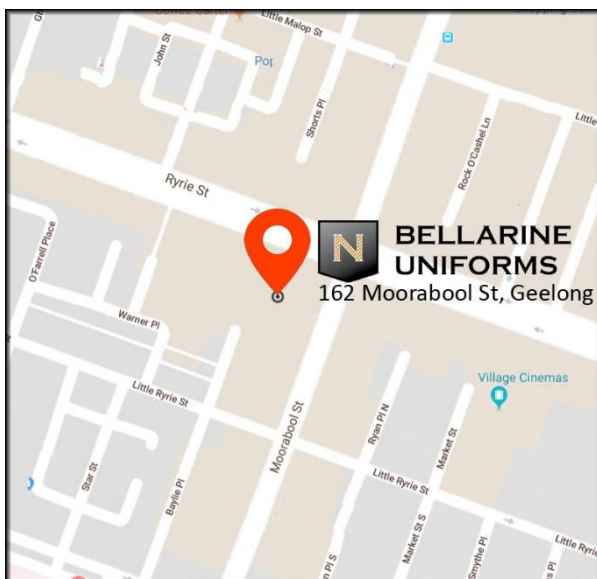 Little Malop St
John St
Shorts Pl
Little
Rock O'Cashel Ln
Ryrie St
N
BELLARINE
UNIFORMS
162 Moorabool St, Geelong
O'Farrell Place
Warner Pl
Village Cinemas
Little Ryrie St
Moorabool St
Ryan Pl N
Market St
Star St
Baylie Pl
Little Ryrie St
Market St S
Smythe Pl
Little Ryrie
n Pl S